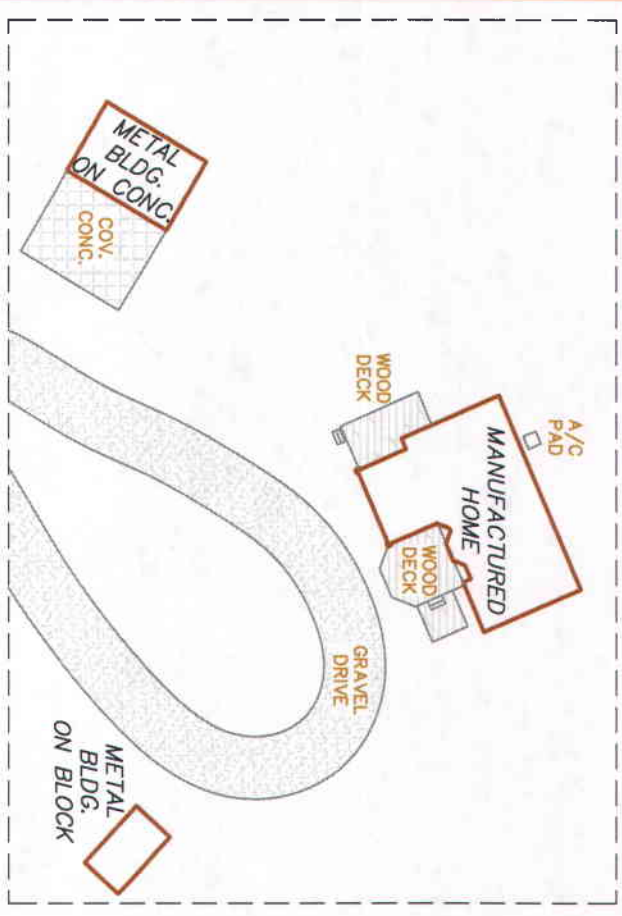 METAL
BLDG.
ON CONC.
COV.
CONC.
WOOD
DECK
A/C
PAD
MANUFACTURED
HOME
WOOD
DECK
GRAVEL
DRIVE
METAL
BLDG.
ON BLOCK